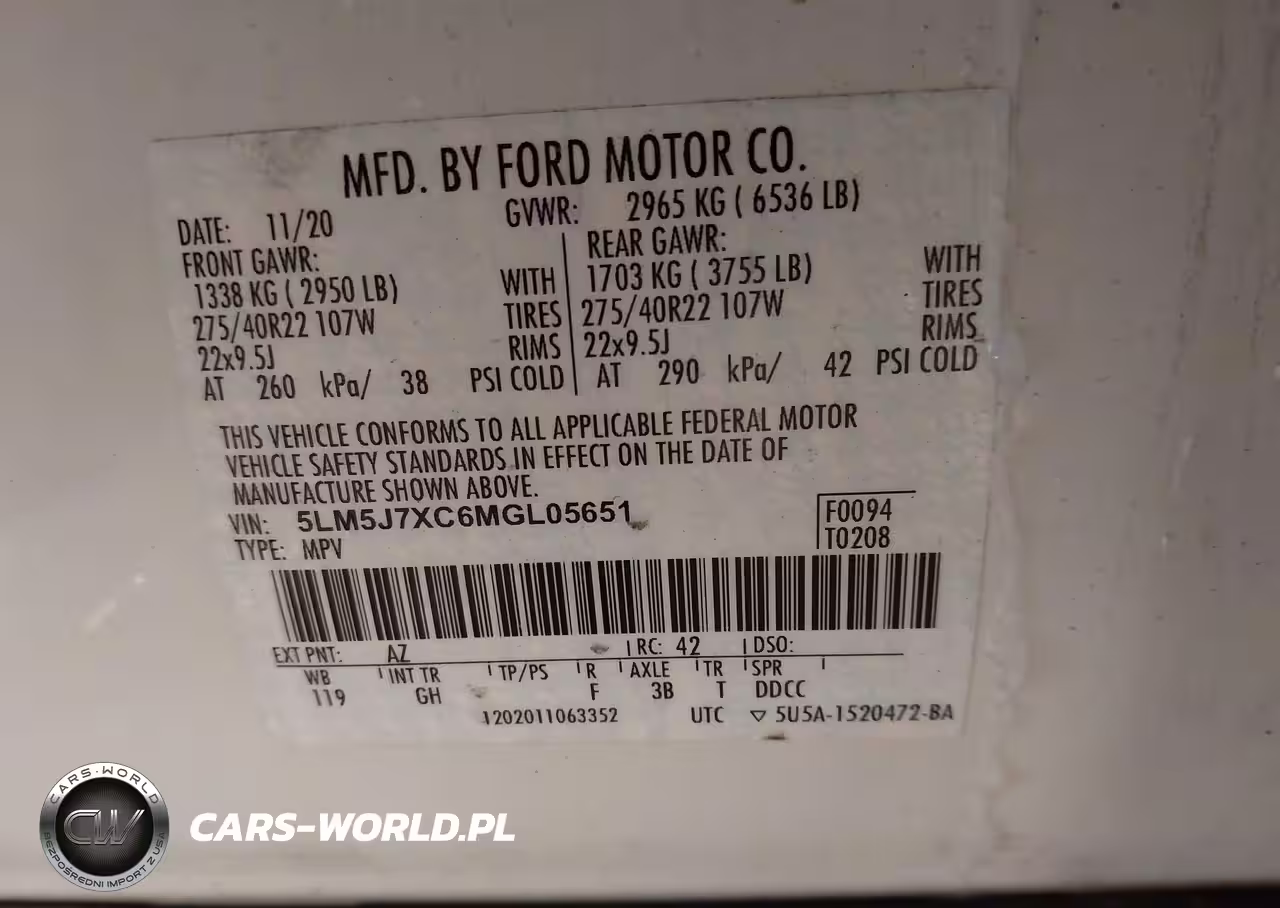 MFD. BY FORD MOTOR CO.
DATE: 11/20 GVWR: 2965 KG ( 6536 LB)
FRONT GAWR: REAR GAWR:
1338 KG ( 2950 LB) WITH 1703 KG ( 3755 LB) WITH
275/40R22 107W TIRES 275/40R22 107W TIRES
22x9.5J RIMS 22x9.5J RIMS
AT 260 kPa/ 38 PSI COLD AT 290 kPa/ 42 PSI COLD
THIS VEHICLE CONFORMS TO ALL APPLICABLE FEDERAL MOTOR
VEHICLE SAFETY STANDARDS IN EFFECT ON THE DATE OF
MANUFACTURE SHOWN ABOVE.
VIN: 5LM5J7XC6MGL05651 F0094
TYPE: MPV T0208
EXT PNT: AZ RC: 42 DSO:
WB INT TR TP/PS R AXLE TR SPR
119 GH F 3B T DDCC
1202011063352 UTC ▽ 5U5A-1520472-BA
CARS-WORLD
CW
BEZPOŚREDNI IMPORT Z USA
CARS-WORLD.PL